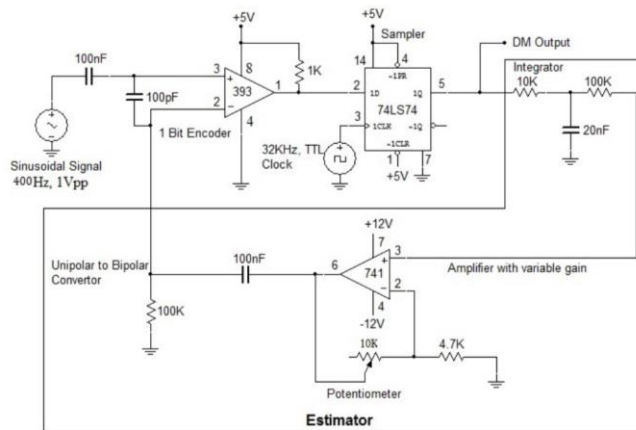 +5V
+5V
Sampler
DM Output
100nF
8
1K
14
4
~1PR
Integrator
3
+
393
1
2
1D
1Q
5
10K
100K
100pF
2
−
74LS74
1 Bit Encoder
4
3
1CLK
~1Q
20nF
32KHz, TTL
Clock
~1CLR
1
7
+5V
Sinusoidal Signal
400Hz, 1Vpp
+12V
7
Unipolar to Bipolar
Convertor
100nF
6
+
3
741
Amplifier with variable gain
−
2
4
100K
-12V
10K
4.7K
Potentiometer
Estimator